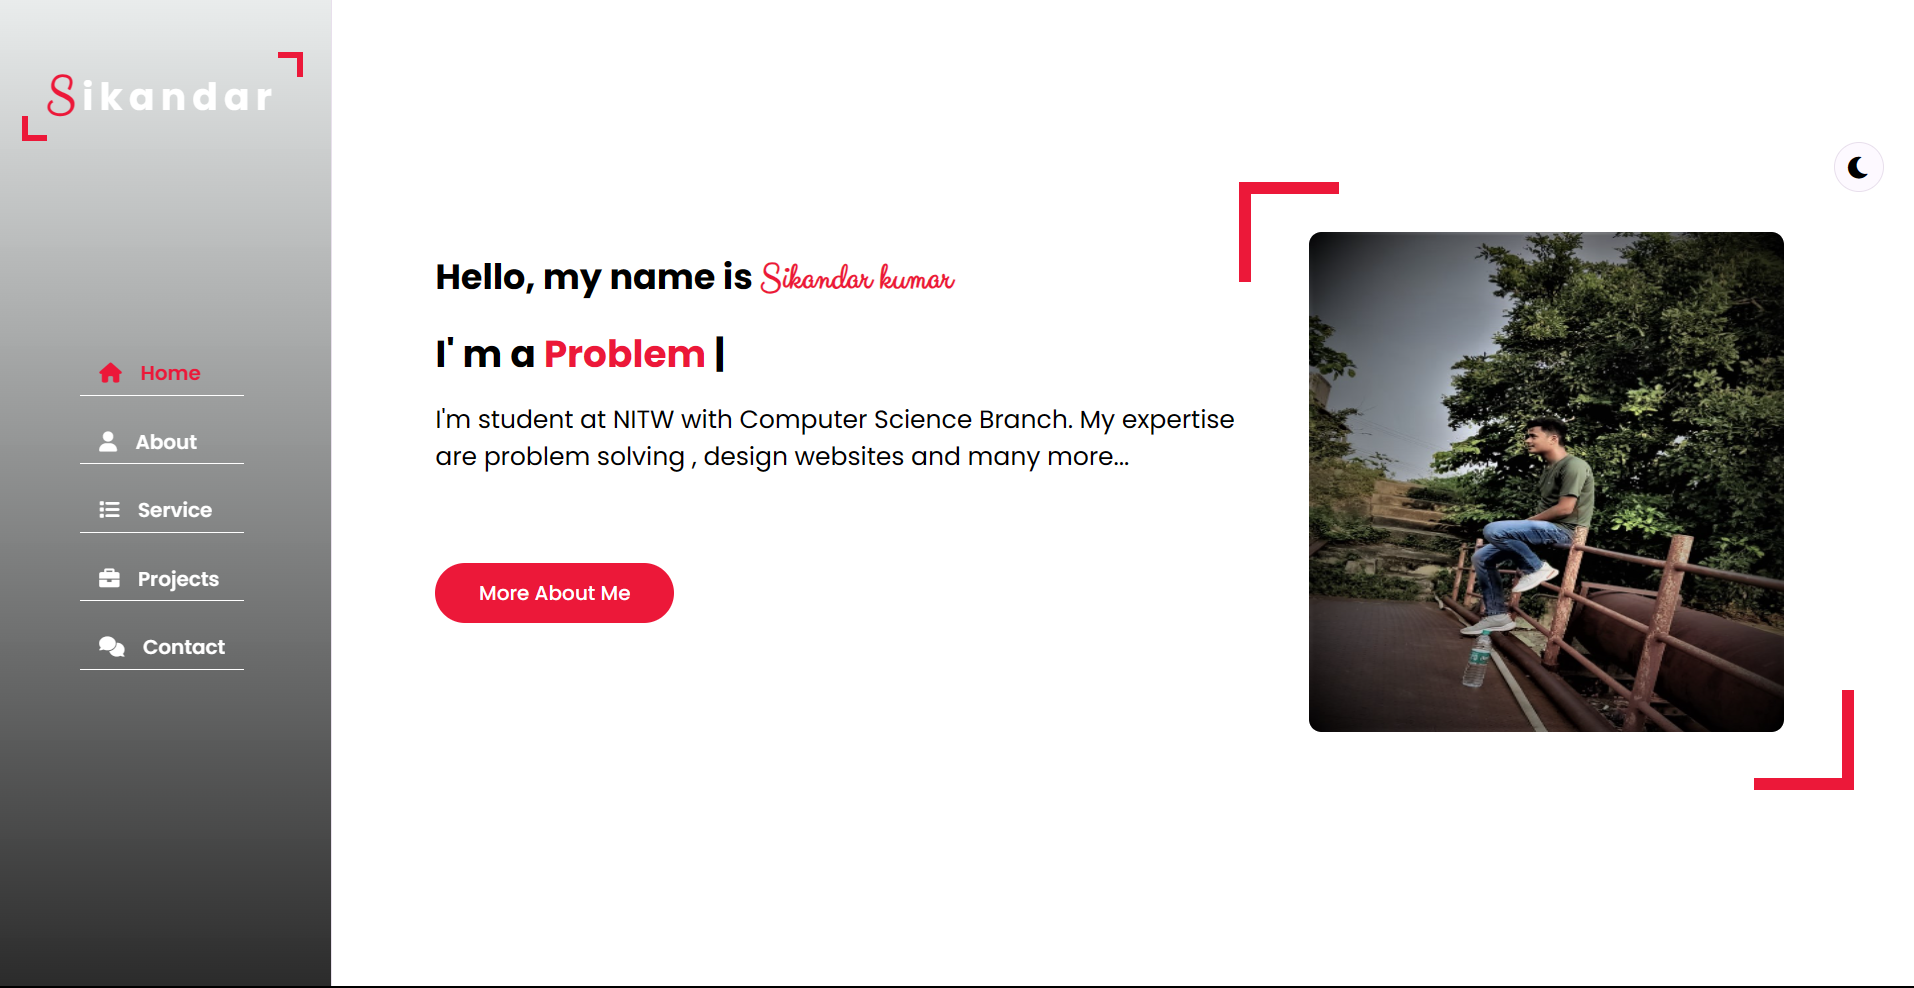 Sikandar
Home
About
Service
Projects
Contact
Hello, my name is Sikandar kumar
I' m a Problem |
I'm student at NITW with Computer Science Branch. My expertise
are problem solving , design websites and many more...
More About Me